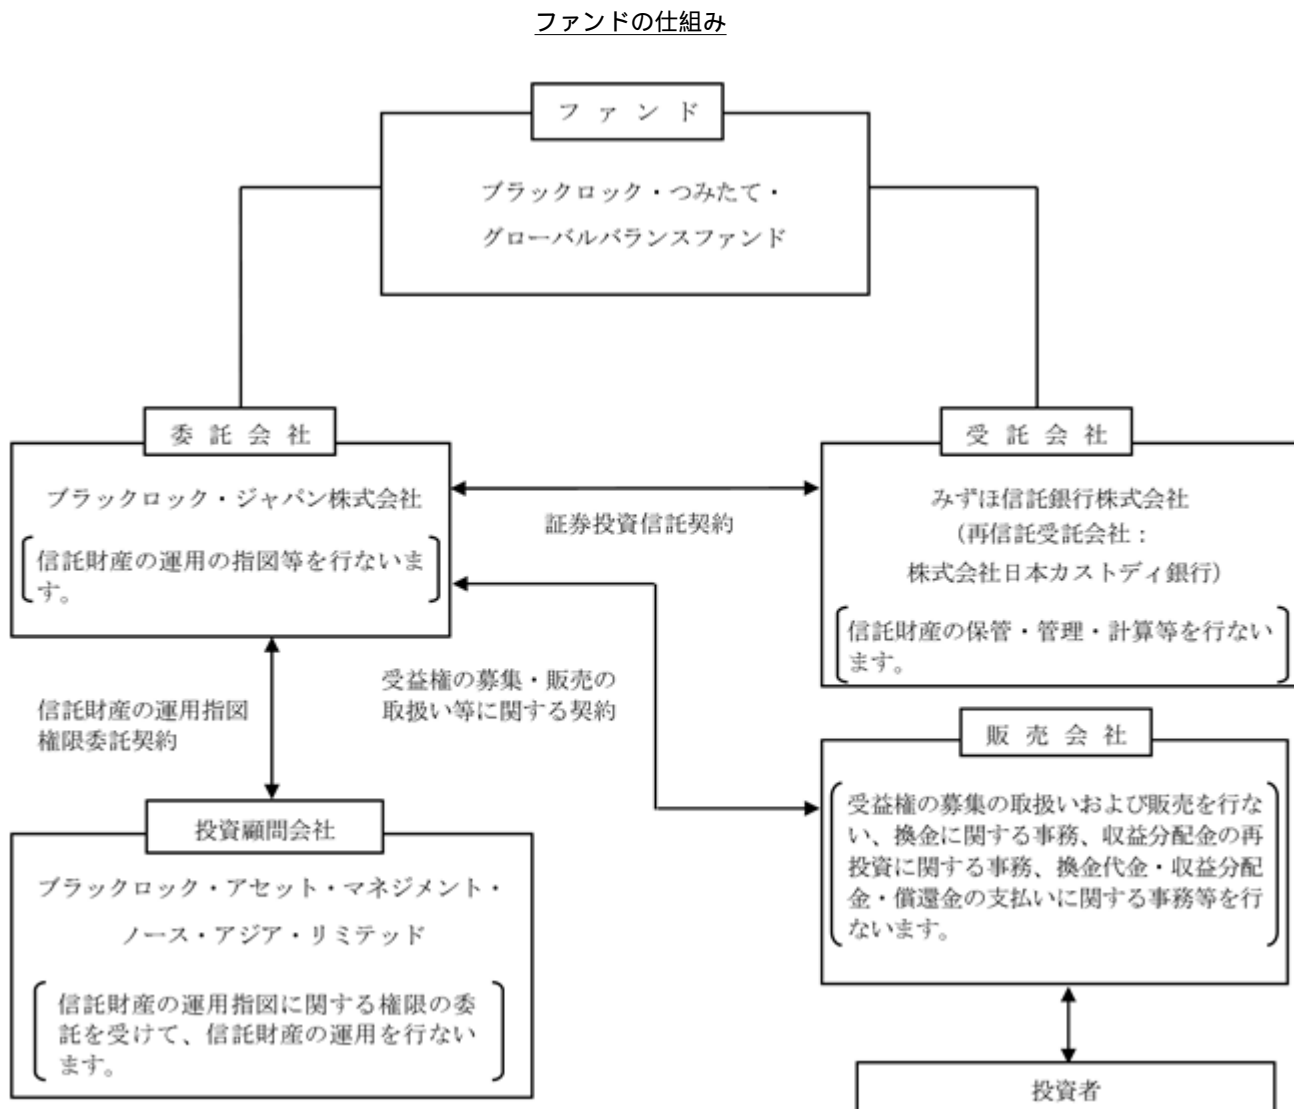 ファンドの仕組み
ファンド
ブラックロック・つみたて・
グローバルバランスファンド
委託会社
ブラックロック・ジャパン株式会社
信託財産の運用の指図等を行ないま
す。
証券投資信託契約
受託会社
みずほ信託銀行株式会社
(再信託受託会社:
株式会社日本カストディ銀行)
信託財産の保管・管理・計算等を行ない
ます。
信託財産の運用指図
権限委託契約
受益権の募集・販売の
取扱い等に関する契約
販売会社
受益権の募集の取扱いおよび販売を行な
い、換金に関する事務、収益分配金の再
投資に関する事務、換金代金・収益分配
金・償還金の支払いに関する事務等を行
ないます。
投資顧問会社
ブラックロック・アセット・マネジメント・
ノース・アジア・リミテッド
信託財産の運用指図に関する権限の委
託を受けて、信託財産の運用を行ない
ます。
投資者